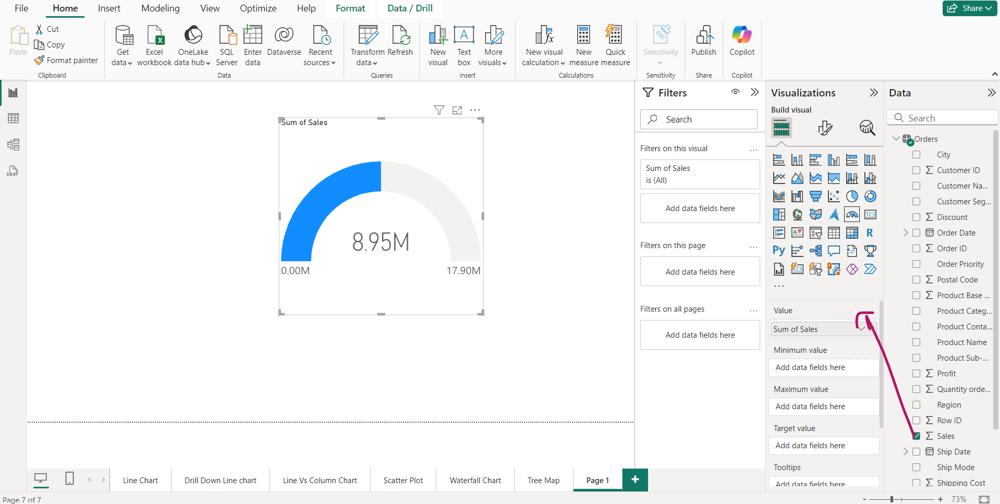 File Home Insert Modeling View Optimize Help Format Data / Drill Share
Paste
Cut
Copy
Format painter
Clipboard
Get data
Excel workbook
OneLake data hub
SQL Server
Enter data
Dataverse
Recent sources
Data
Transform data
Refresh
Queries
New visual
Text box
A
More visuals
Insert
New visual calculation
New measure
Quick measure
Calculations
Sensitivity
Sensitivity
Publish
Share
Copilot
Copilot
DAX
Sum of Sales
8.95M
0.00M 17.90M
Filters
Search
Filters on this visual ...
Sum of Sales
is (All)
Add data fields here
Filters on this page ...
Add data fields here
Filters on all pages ...
Add data fields here
Visualizations
Build visual
123
R
Py
123
...
Value
Sum of Sales
Minimum value
Add data fields here
Maximum value
Add data fields here
Target value
Add data fields here
Tooltips
Add data fields here
Data
Search
Orders
City
Σ Customer ID
Customer Na...
Customer Seg...
Σ Discount
Order Date
Σ Order ID
Order Priority
Σ Postal Code
Σ Product Base ...
Product Categ...
Product Conta...
Product Name
Product Sub-...
Σ Profit
Σ Quantity orde...
Region
Σ Row ID
Σ Sales
Ship Date
Ship Mode
Σ Shipping Cost
Line Chart Drill Down Line chart Line Vs Column Chart Scatter Plot Waterfall Chart Tree Map Page 1 +
Page 7 of 7
- + 73%